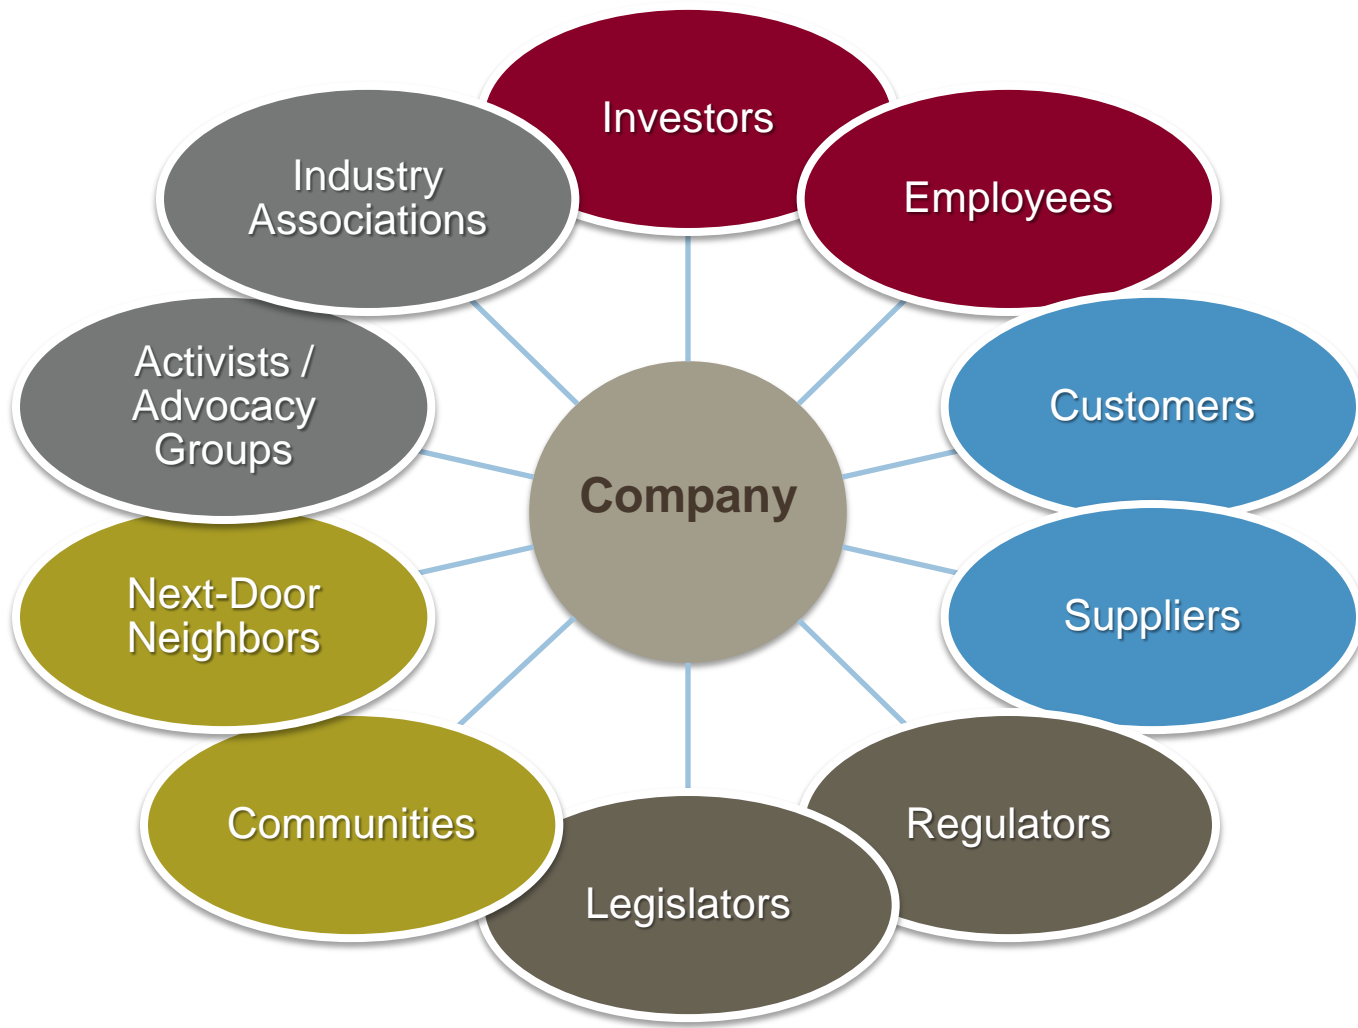 Investors
Employees
Customers
Suppliers
Regulators
Legislators
Communities
Next-Door
Neighbors
Activists /
Advocacy
Groups
Industry
Associations
Company